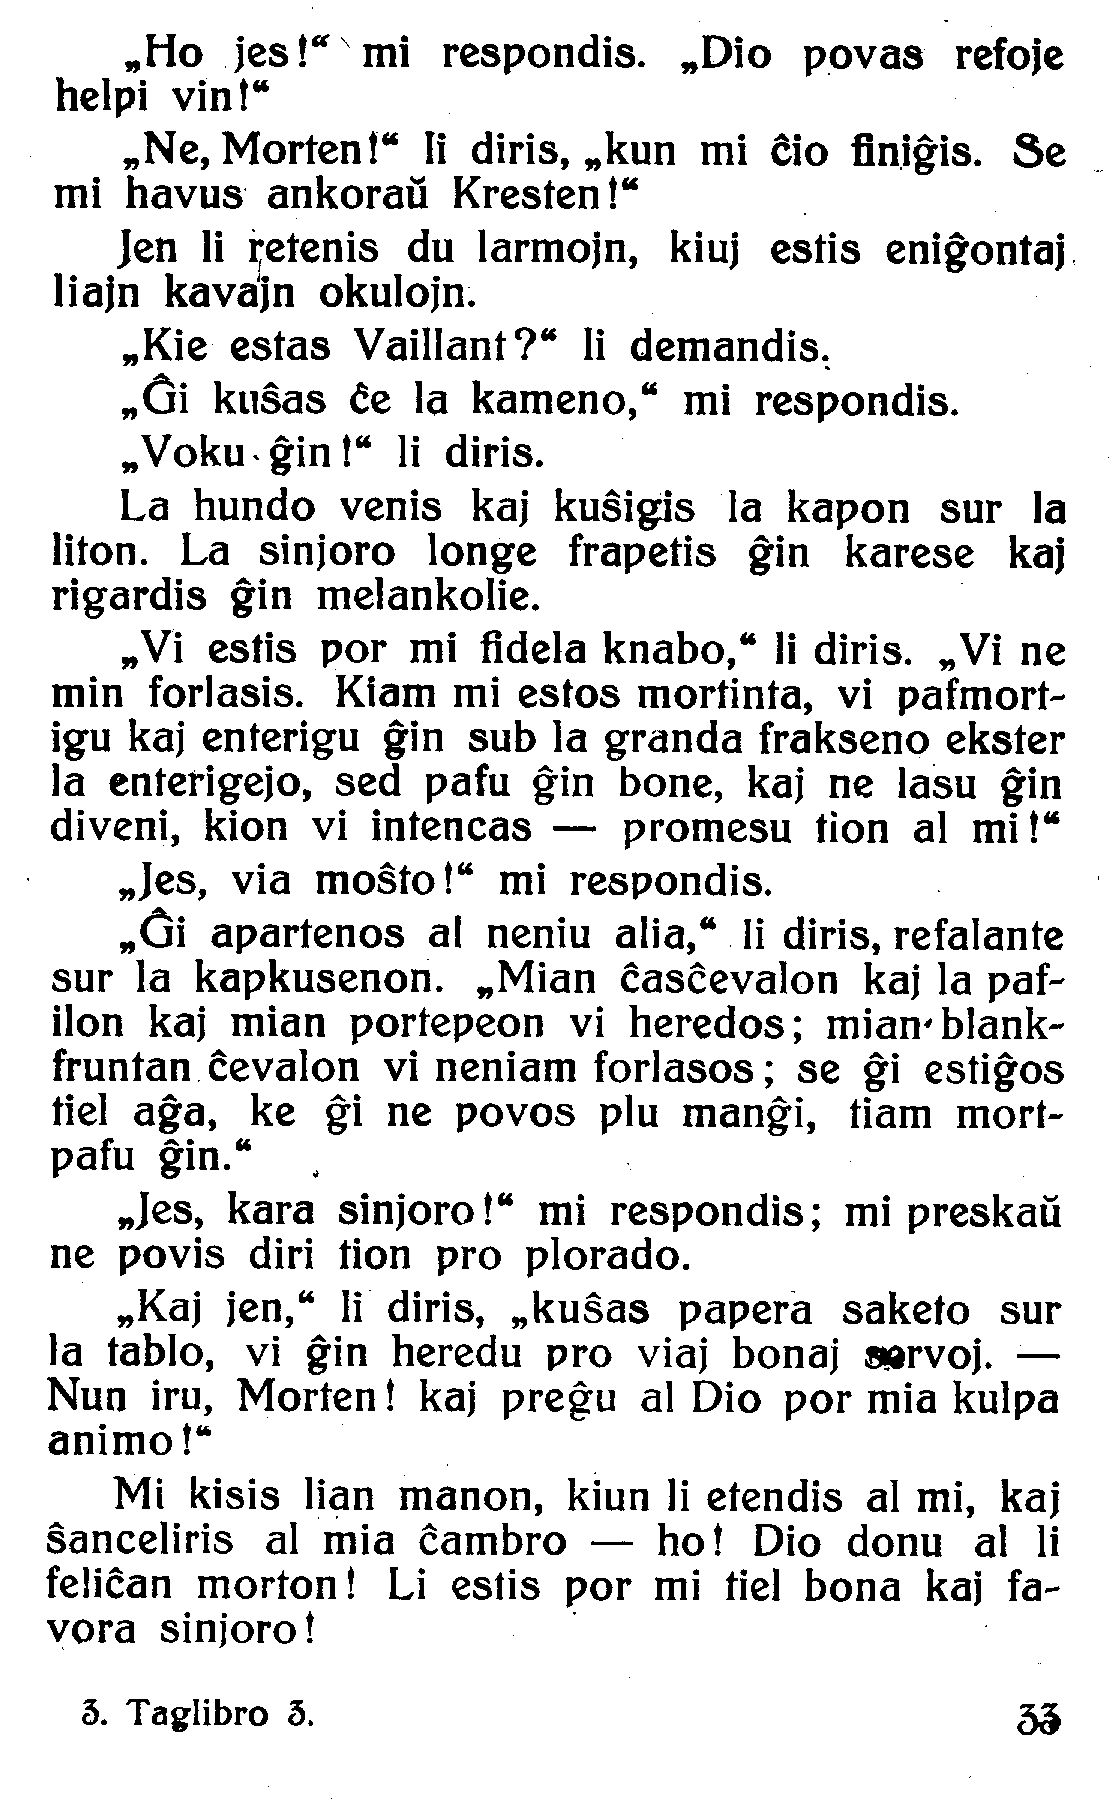 „Ho jes!“ mi respondis. „Dio povas refoje
helpi vin!“
„Ne, Morten!“ li diris, „kun mi ĉio finiĝis. Se
mi havus ankoraŭ Kresten!“
Jen li retenis du larmojn, kiuj estis eniĝontaj
liajn kavajn okulojn.
„Kie estas Vaillant?“ li demandis.
„Ĝi kuŝas ĉe la kameno,“ mi respondis.
„Voku ĝin!“ li diris.
La hundo venis kaj kuŝigis la kapon sur la
liton. La sinjoro longe frapetis ĝin karese kaj
rigardis ĝin melankolie.
„Vi estis por mi fidela knabo,“ li diris. „Vi ne
min forlasis. Kiam mi estos mortinta, vi pafmort-
igu kaj enterigu ĝin sub la granda frakseno ekster
la enterigejo, sed pafu ĝin bone, kaj ne lasu ĝin
diveni, kion vi intencas — promesu tion al mi!“
„Jes, via moŝto!“ mi respondis.
„Ĝi apartenos al neniu alia,“ li diris, refalante
sur la kapkusenon. „Mian ĉasĉevalon kaj la paf-
ilon kaj mian portepeon vi heredos; mian blank-
fruntan ĉevalon vi neniam forlasos; se ĝi estiĝos
tiel aĝa, ke ĝi ne povos plu manĝi, tiam mort-
pafu ĝin.“
„Jes, kara sinjoro!“ mi respondis; mi preskaŭ
ne povis diri tion pro plorado.
„Kaj jen,“ li diris, „kuŝas papera saketo sur
la tablo, vi ĝin heredu pro viaj bonaj servoj. —
Nun iru, Morten! kaj preĝu al Dio por mia kulpa
animo!“
Mi kisis lian manon, kiun li etendis al mi, kaj
ŝanceliris al mia ĉambro — ho! Dio donu al li
feliĉan morton! Li estis por mi tiel bona kaj fa-
vora sinjoro!
3. Taglibro 3.
33